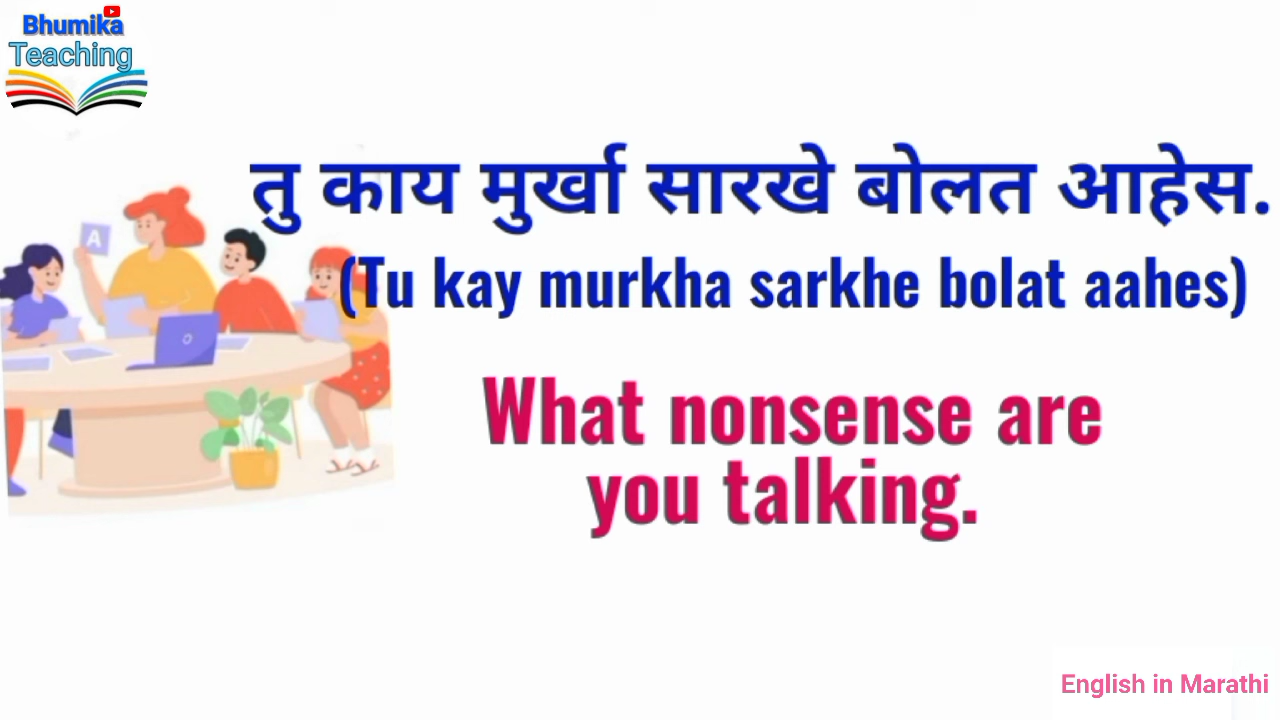 Bhumika
Teaching
तु काय मुर्खा सारखे बोलत आहेस.
(Tu kay murkha sarkhe bolat aahes)
A
What nonsense are
you talking.
English in Marathi